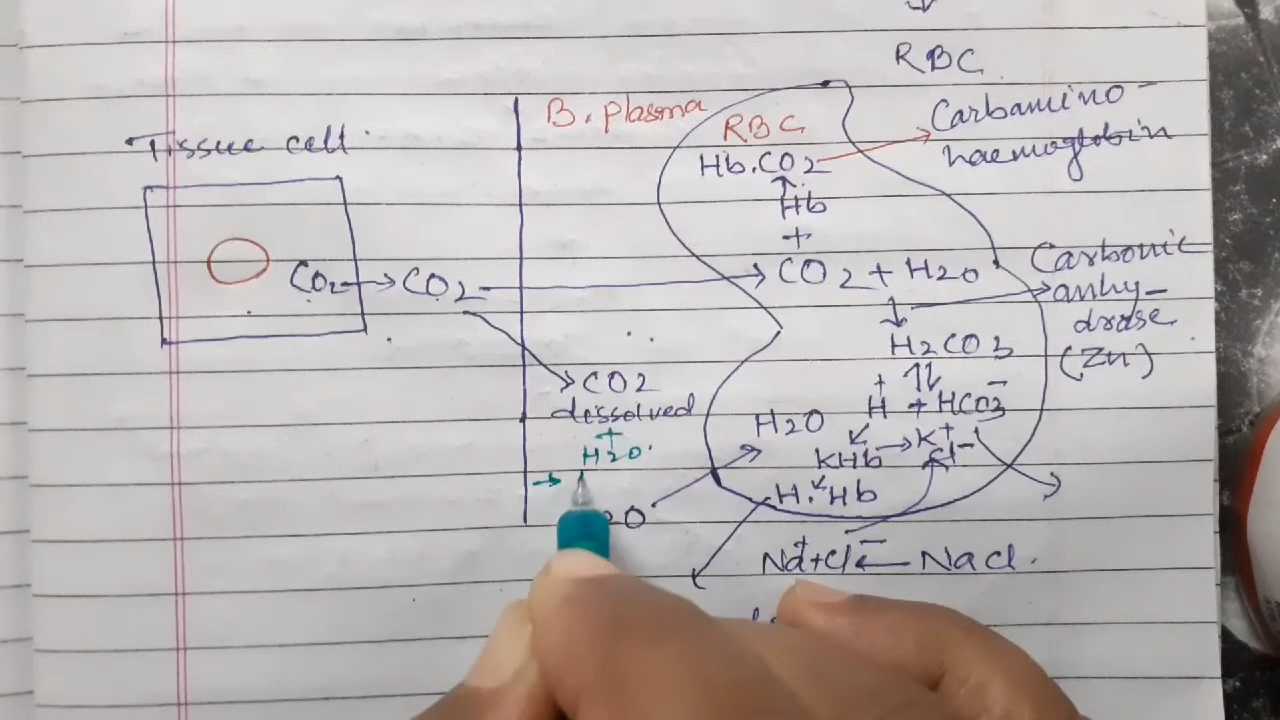 RBC
B. plasma
RBC
Carbamino-
haemoglobin
Tissue cell
Hb.CO2
Hb
+
CO2 → CO2 → CO2 + H2O
Carbonic
anhy-
drase
(Zn)
H2CO3
CO2
dissolved
+
H2O
+
H + HCO3-
H2O
KHb → K+
Cl-
H.Hb
2O
Na+ + Cl- ← NaCl.